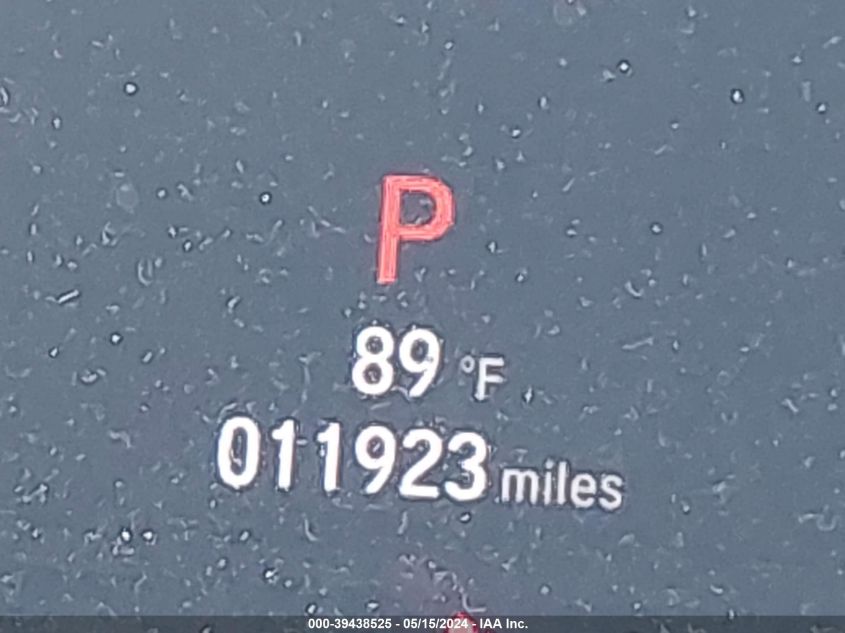 P
89 °F
011923 miles
000-39438525 - 05/15/2024 - IAA Inc.